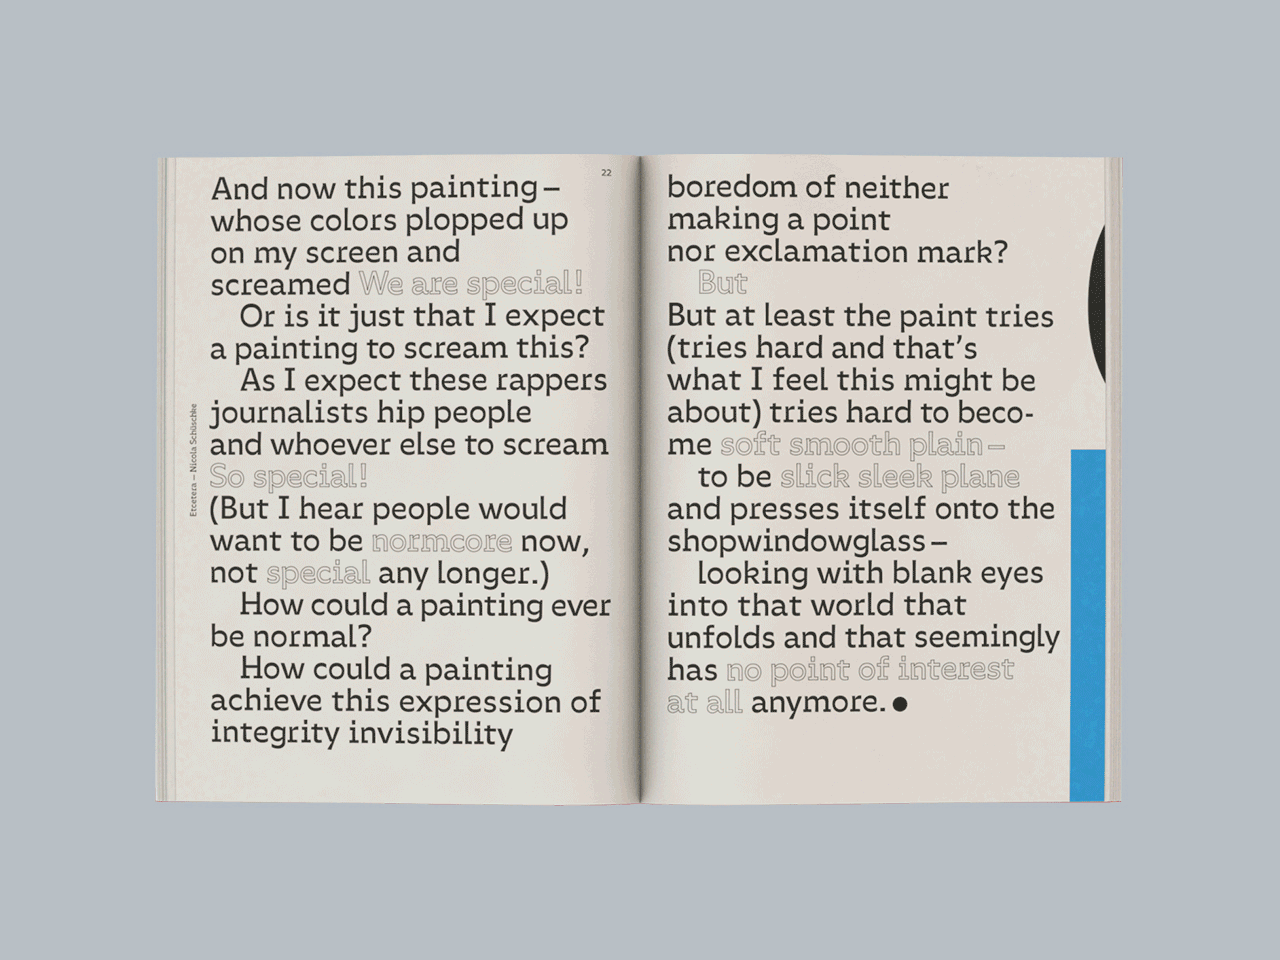 22
Etcetera — Nicola Schüschke
And now this painting –
whose colors plopped up
on my screen and
screamed We are special!
Or is it just that I expect
a painting to scream this?
As I expect these rappers
journalists hip people
and whoever else to scream
So special!
(But I hear people would
want to be normcore now,
not special any longer.)
How could a painting ever
be normal?
How could a painting
achieve this expression of
integrity invisibility
boredom of neither
making a point
nor exclamation mark?
But
But at least the paint tries
(tries hard and that’s
what I feel this might be
about) tries hard to beco-
me soft smooth plain –
to be slick sleek plane
and presses itself onto the
shopwindowglass –
looking with blank eyes
into that world that
unfolds and that seemingly
has no point of interest
at all anymore. ●